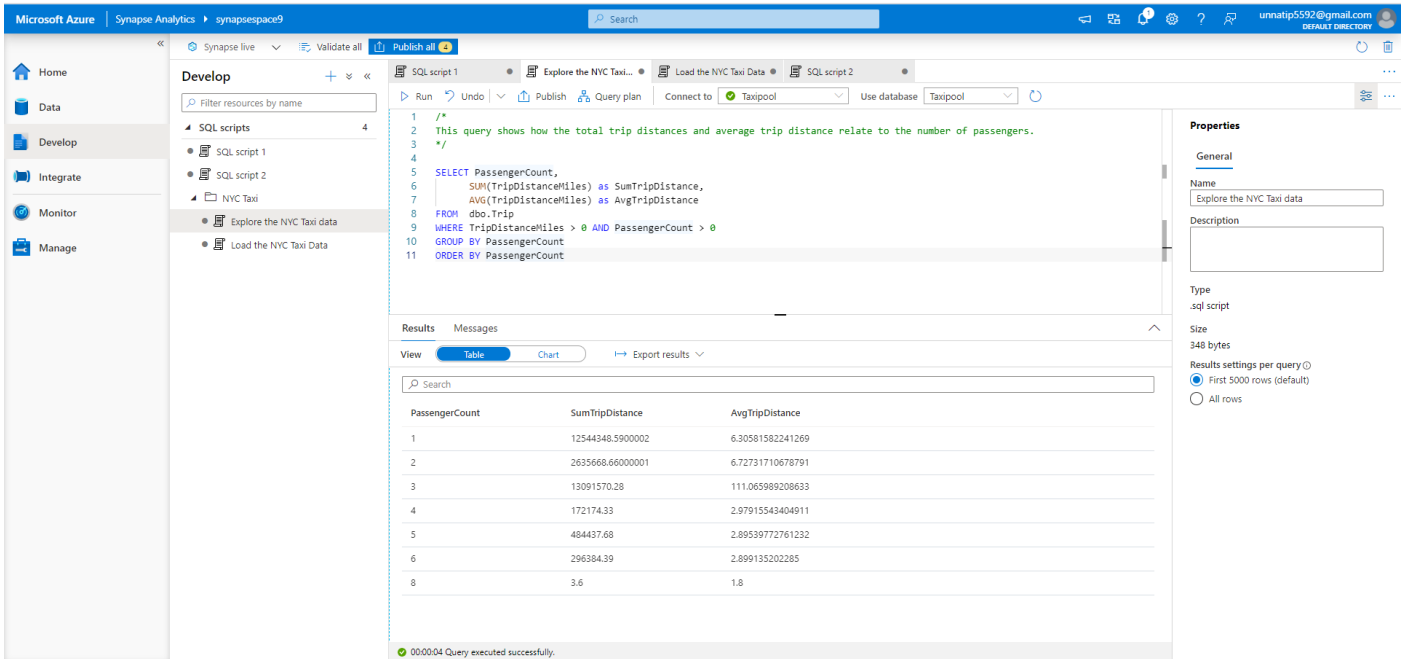 Microsoft Azure Synapse Analytics synapsespace9 Search 1 unnatip5592@gmail.com
DEFAULT DIRECTORY
Synapse live Validate all Publish all 4
Home
Data
Develop
Integrate
Monitor
Manage
Develop
Filter resources by name
SQL scripts 4
SQL script 1
SQL script 2
NYC Taxi
Explore the NYC Taxi data
Load the NYC Taxi Data
SQL script 1 Explore the NYC Taxi... Load the NYC Taxi Data SQL script 2
Run Undo Publish Query plan Connect to Taxipool Use database Taxipool
1 /*
2 This query shows how the total trip distances and average trip distance relate to the number of passengers.
3 */
4
5 SELECT PassengerCount,
6 SUM(TripDistanceMiles) as SumTripDistance,
7 AVG(TripDistanceMiles) as AvgTripDistance
8 FROM dbo.Trip
9 WHERE TripDistanceMiles > 0 AND PassengerCount > 0
10 GROUP BY PassengerCount
11 ORDER BY PassengerCount
Results Messages
View Table Chart Export results
Search
PassengerCount SumTripDistance AvgTripDistance
1 12544348.5900002 6.30581582241269
2 2635668.66000001 6.72731710678791
3 13091570.28 111.065989208633
4 172174.33 2.97915543404911
5 484437.68 2.89539772761232
6 296384.39 2.899135202285
8 3.6 1.8
00:00:04 Query executed successfully.
Properties
General
Name
Explore the NYC Taxi data
Description
Type
.sql script
Size
348 bytes
Results settings per query
First 5000 rows (default)
All rows